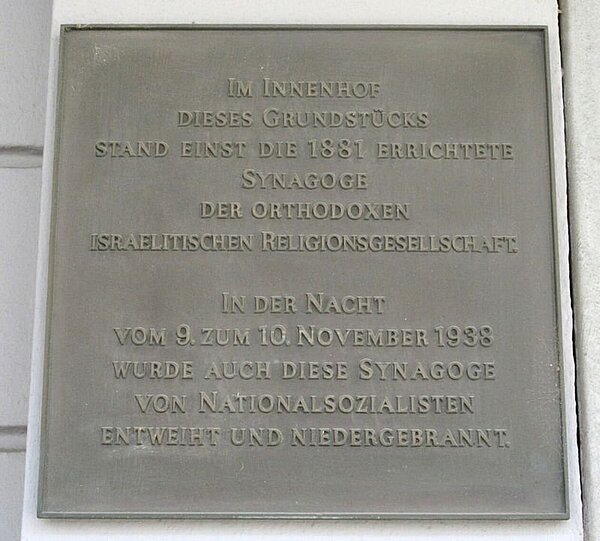 Im Innenhof
dieses Grundstücks
stand einst die 1881 errichtete
Synagoge
der orthodoxen
israelitischen Religionsgesellschaft.
In der Nacht
vom 9. zum 10. November 1938
wurde auch diese Synagoge
von Nationalsozialisten
entweiht und niedergebrannt.